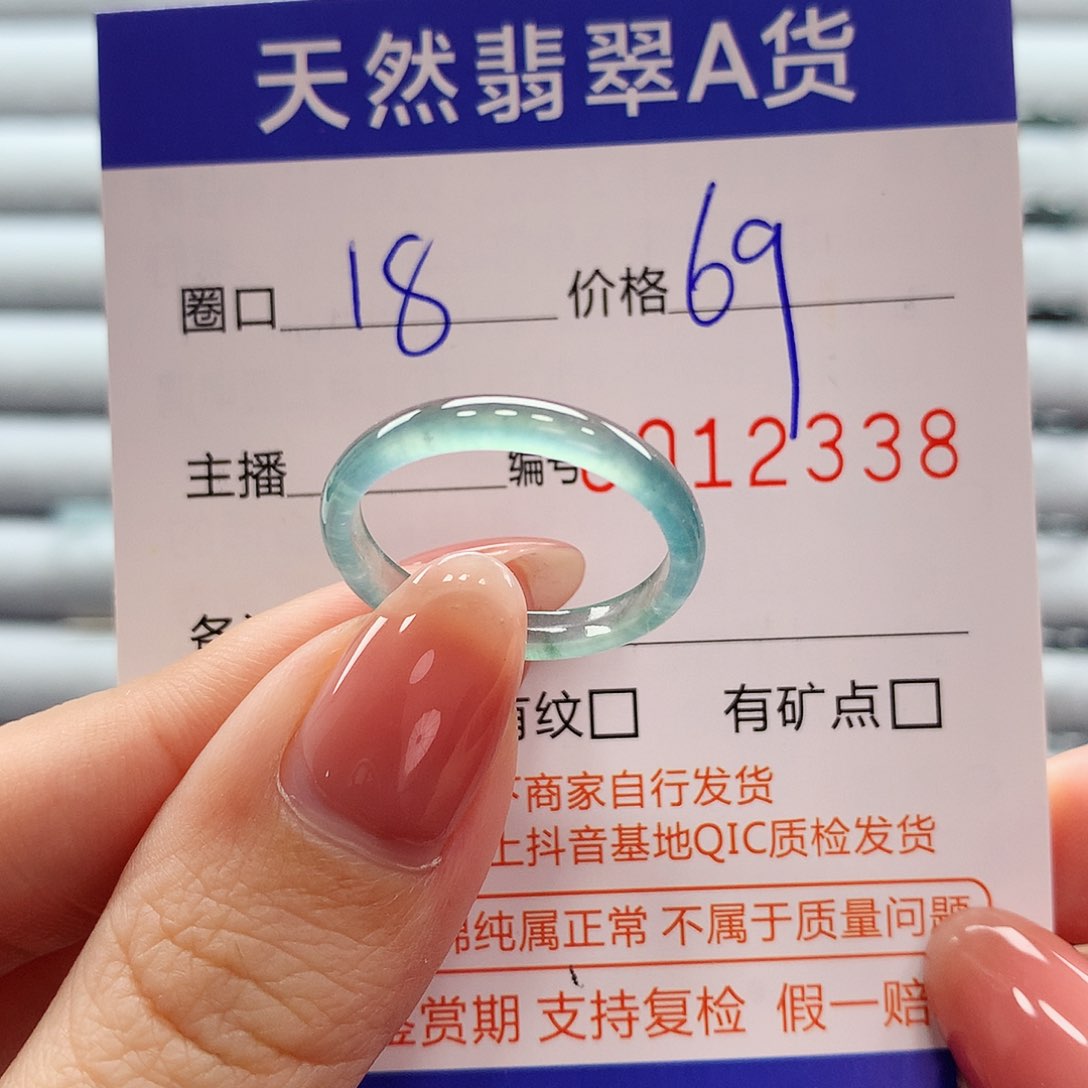 天然翡翠A货
圈口 18 价格 69
主播 编号 012338
有纹□ 有矿点□
商家自行发货
上抖音基地QIC质检发货
棉纯属正常 不属于质量问题
鉴赏期 支持复检 假一赔